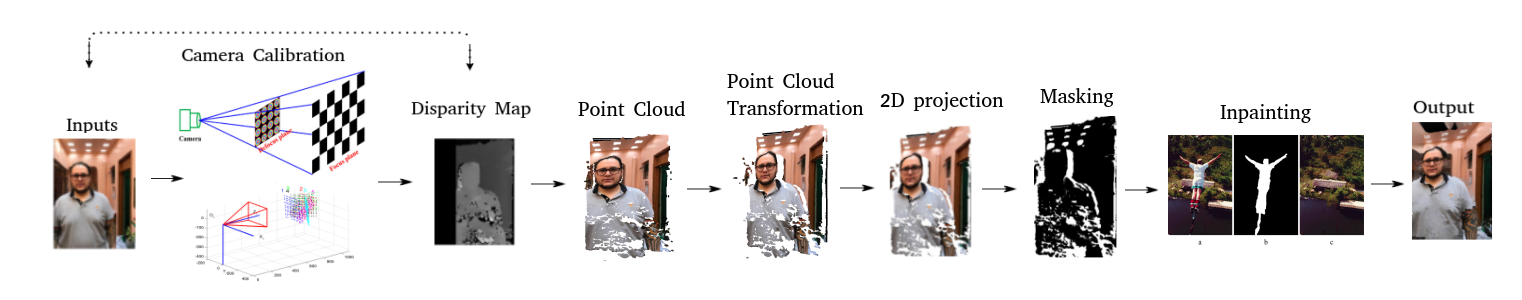 Camera Calibration
Inputs
Camera
Defocus plane
Focus plane
Disparity Map
Point Cloud
Point Cloud
Transformation
2D projection
Masking
Inpainting
a
b
c
Output